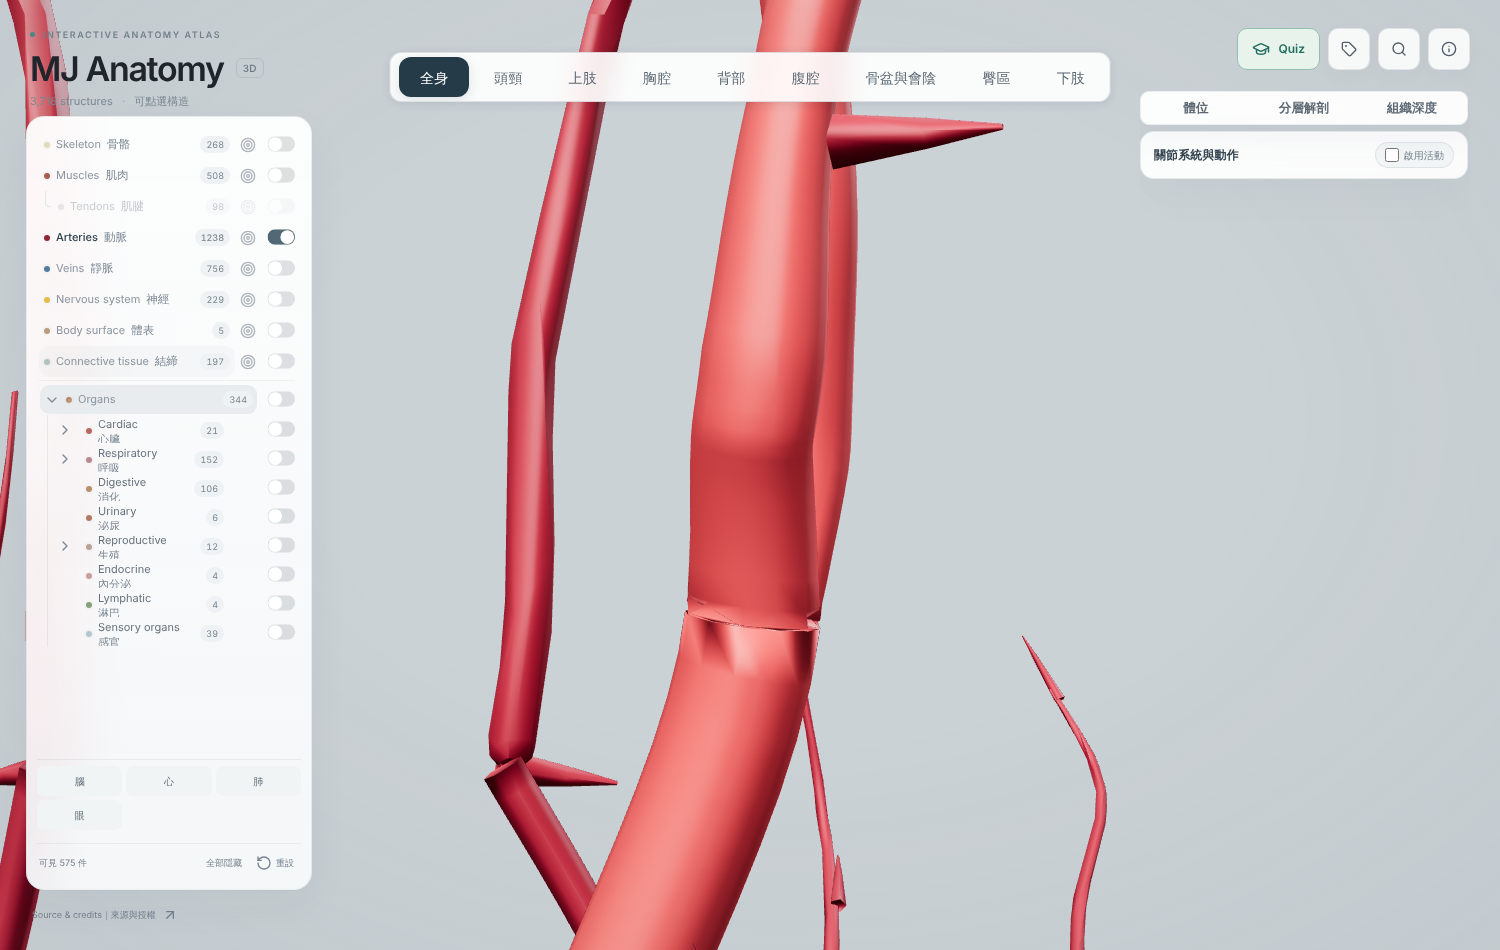 INTERACTIVE ANATOMY ATLAS
MJ Anatomy 3D
structures · 可點選構造
全身 頭頸 上肢 胸腔 背部 腹腔 骨盆與會陰 臀區 下肢
Quiz
體位 分層解剖 組織深度
關節系統與動作 啟用活動
Skeleton 骨骼 268
Muscles 肌肉 508
Tendons 肌腱 98
Arteries 動脈 1238
Veins 靜脈 756
Nervous system 神經 229
Body surface 體表 5
Connective tissue 結締 197
Organs 344
Cardiac 21
心臟
Respiratory 152
呼吸
Digestive 106
消化
Urinary 6
泌尿
Reproductive 12
生殖
Endocrine 4
內分泌
Lymphatic 4
淋巴
Sensory organs 39
感官
腦 心 肺
眼
可見 575 件 全部隱藏 重設
Source & credits | 來源與授權